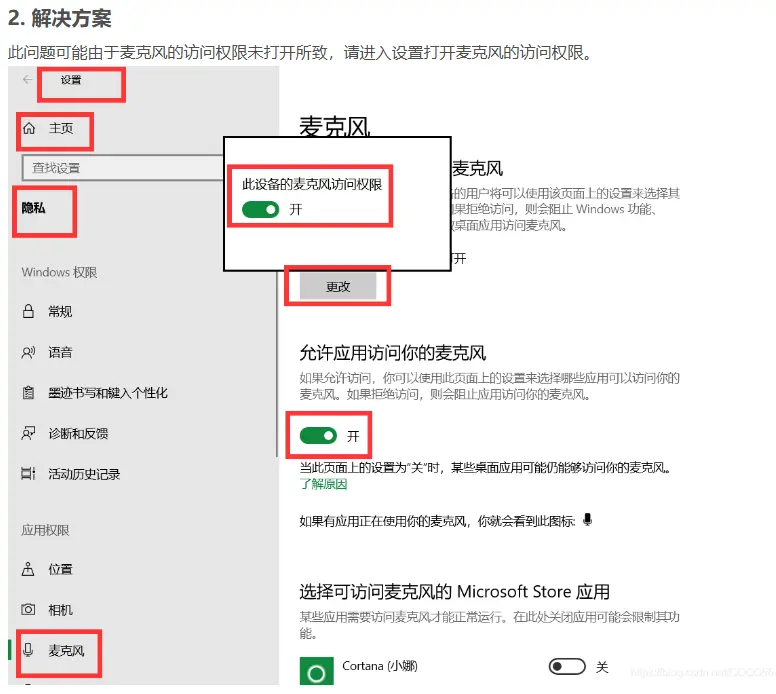 2. 解决方案
此问题可能由于麦克风的访问权限未打开所致，请进入设置打开麦克风的访问权限。
设置
主页
查找设置
隐私
Windows 权限
常规
语音
墨迹书写和键入个性化
诊断和反馈
活动历史记录
应用权限
位置
相机
麦克风
麦克风
此设备的麦克风访问权限
开
麦克风
的用户将可以使用该页面上的设置来选择其
如果拒绝访问，则会阻止 Windows 功能、
桌面应用访问麦克风。
开
更改
允许应用访问你的麦克风
如果允许访问，你可以使用此页面上的设置来选择哪些应用可以访问你的
麦克风。如果拒绝访问，则会阻止应用访问你的麦克风。
开
当此页面上的设置为"关"时，某些桌面应用可能仍能够访问你的麦克风。
了解原因
如果有应用正在使用你的麦克风，你就会看到此图标:
选择可访问麦克风的 Microsoft Store 应用
某些应用需要访问麦克风才能正常运行。在此处关闭应用可能会限制其功
能。
Cortana (小娜)
关